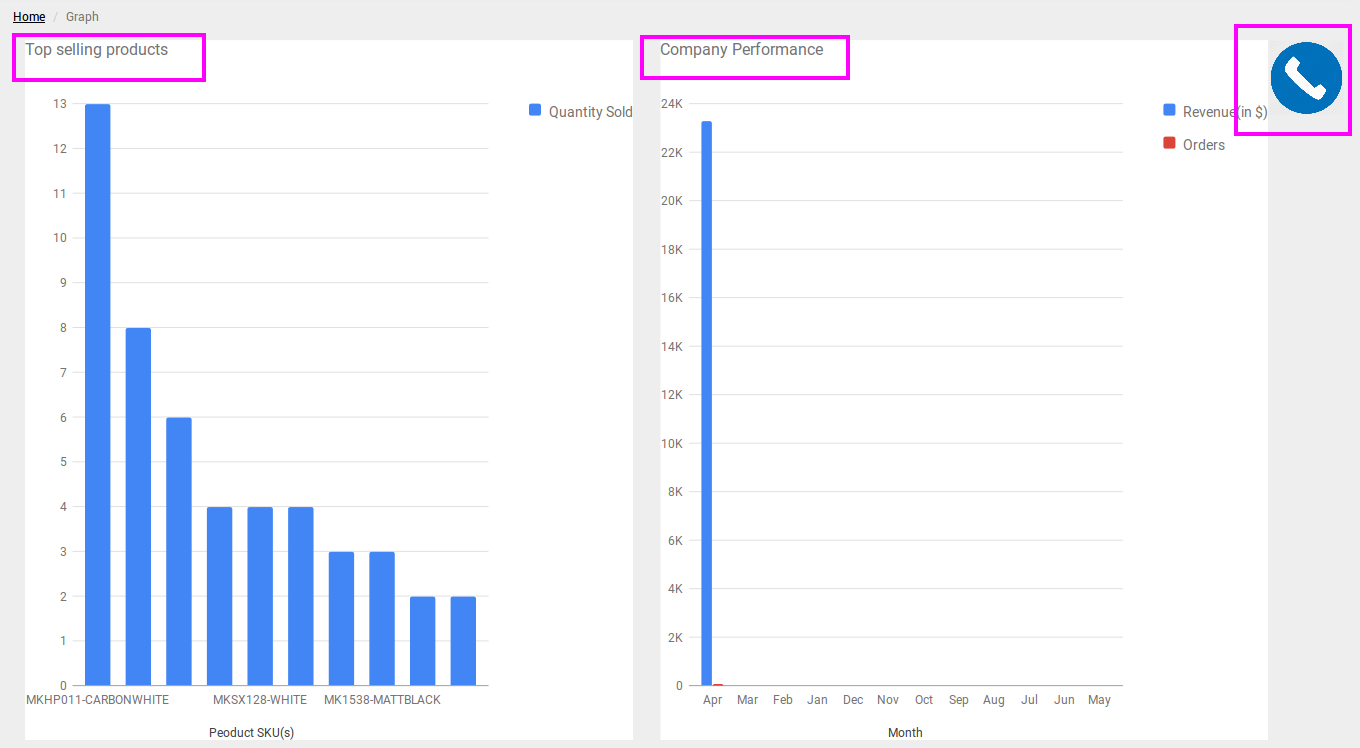 Home / Graph
Top selling products
13
12
11
10
9
8
7
6
5
4
3
2
1
0
Quantity Sold
MKHP011-CARBONWHITE MKSX128-WHITE MK1538-MATTBLACK
Peoduct SKU(s)
Company Performance
24K
22K
20K
18K
16K
14K
12K
10K
8K
6K
4K
2K
0
Revenue(in $)
Orders
Apr Mar Feb Jan Dec Nov Oct Sep Aug Jul Jun May
Month